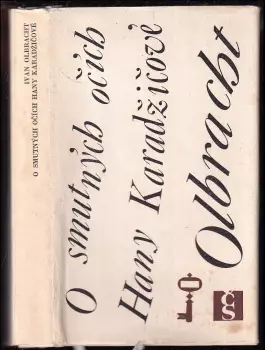 IVAN OLBRACHT
O SMUTNÝCH OČÍCH HANY KARADŽIČOVÉ
O smutných očích
Hany Karadžičové
Olbracht